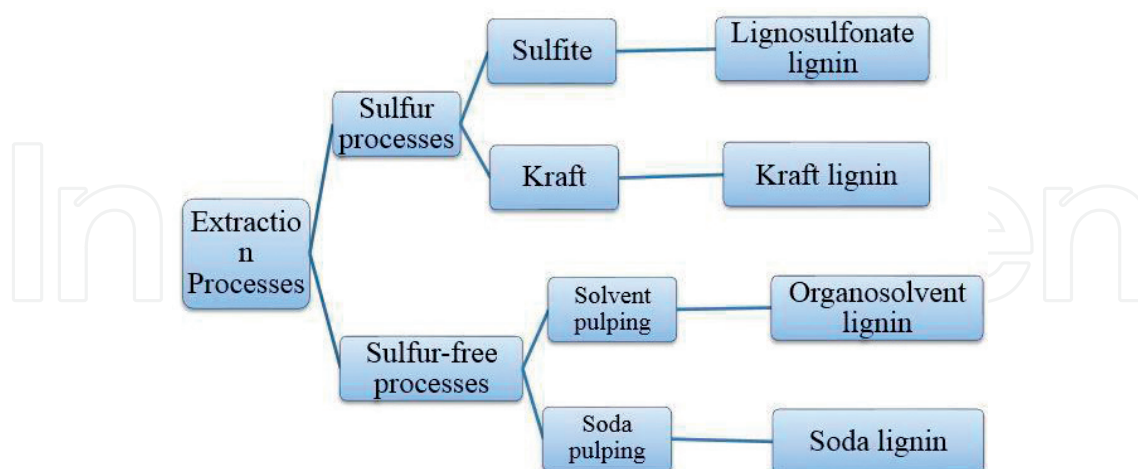 Sulfite
Lignosulfonate
lignin
Sulfur
processes
Kraft
Kraft lignin
Extractio
n
Processes
Solvent
pulping
Organosolvent
lignin
Sulfur-free
processes
Soda
pulping
Soda lignin